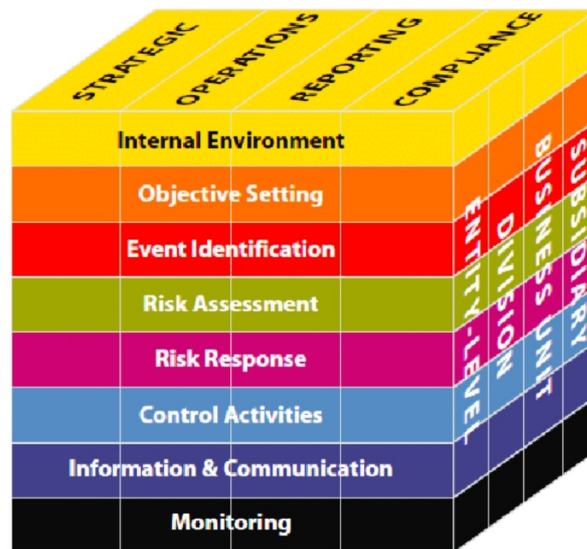 STRATEGIC
OPERATIONS
REPORTING
COMPLIANCE
Internal Environment
Objective Setting
Event Identification
Risk Assessment
Risk Response
Control Activities
Information & Communication
Monitoring
ENTITY-LEVEL
DIVISION
BUSINESS UNIT
SUBSIDIARY